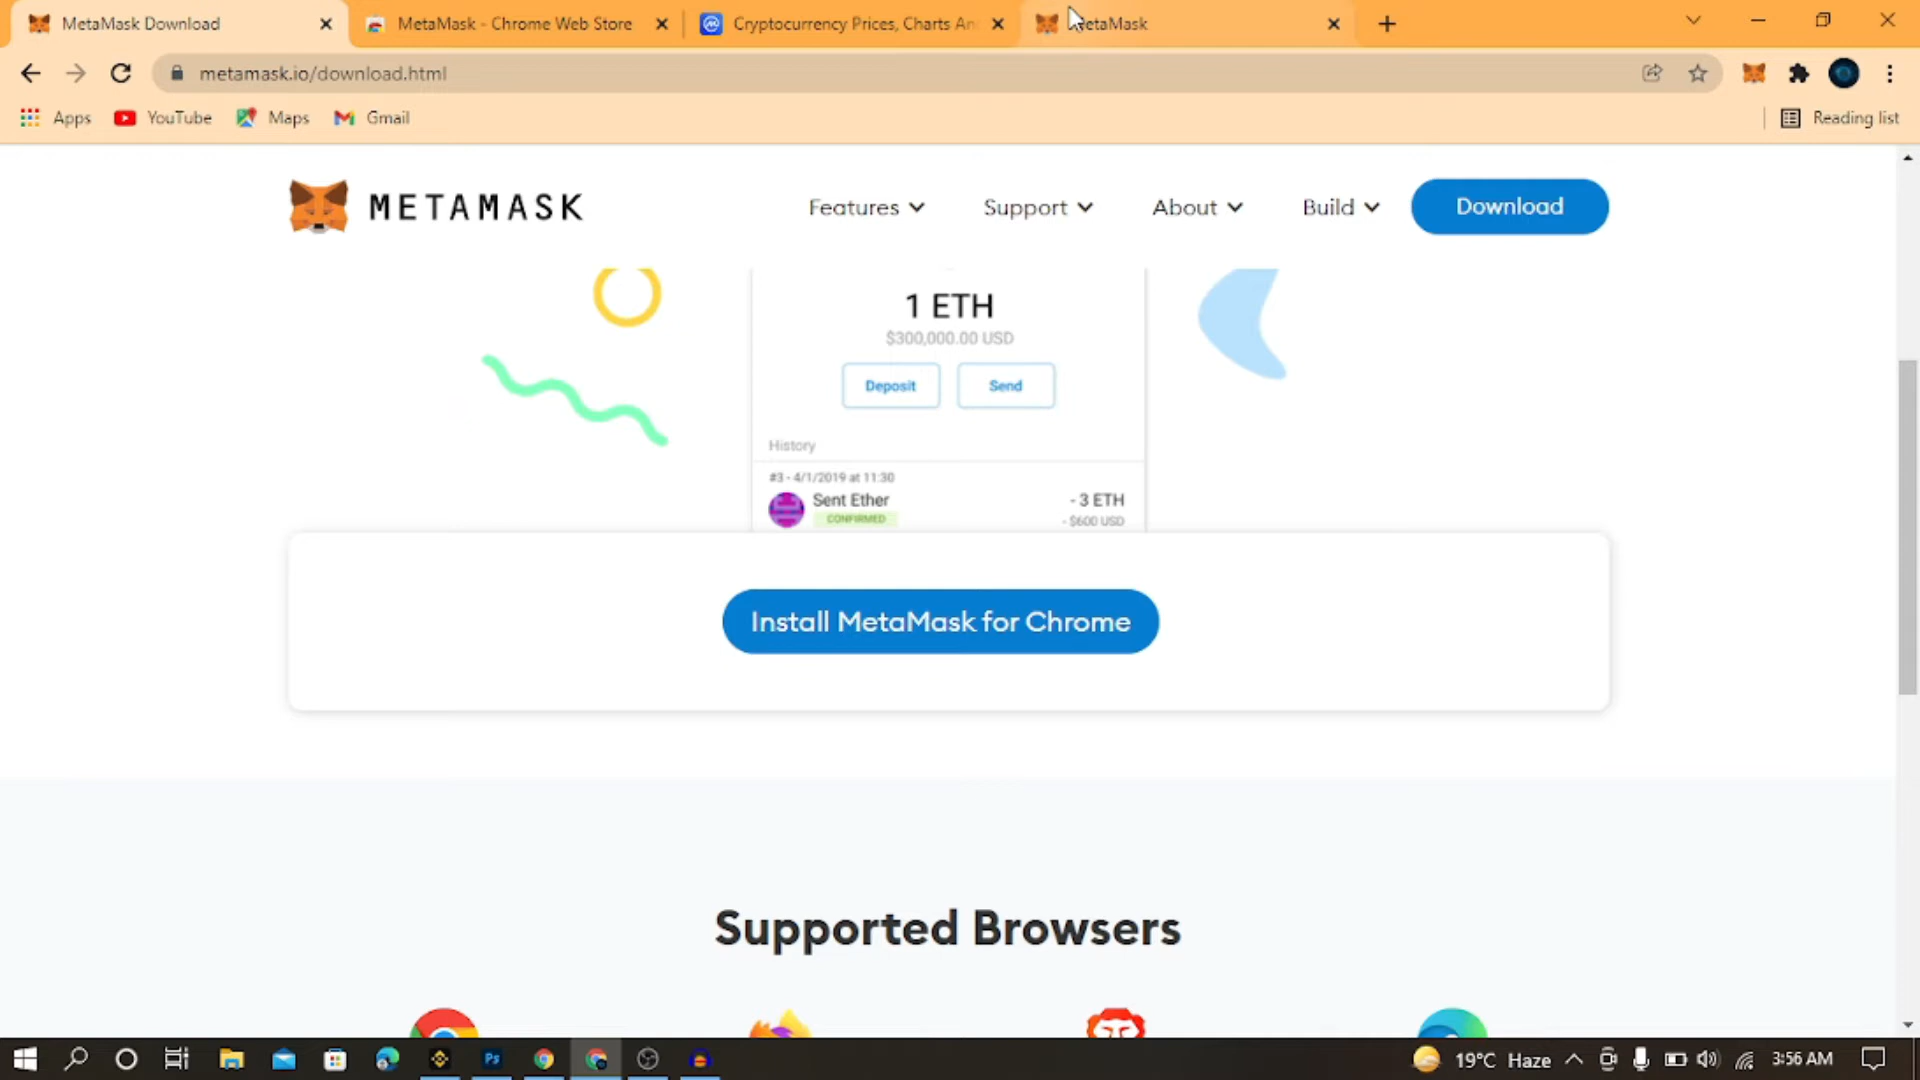 MetaMask Download
MetaMask - Chrome Web Store
Cryptocurrency Prices, Charts An
etaMask
metamask.io/download.html
Apps
YouTube
Maps
Gmail
Reading list
METAMASK
Features
Support
About
Build
Download
1 ETH
$300,000.00 USD
Deposit
Send
History
#3 - 4/1/2019 at 11:30
Sent Ether
- 3 ETH
CONFIRMED
- $600 USD
Install MetaMask for Chrome
Supported Browsers
Ps
19°C Haze
3:56 AM